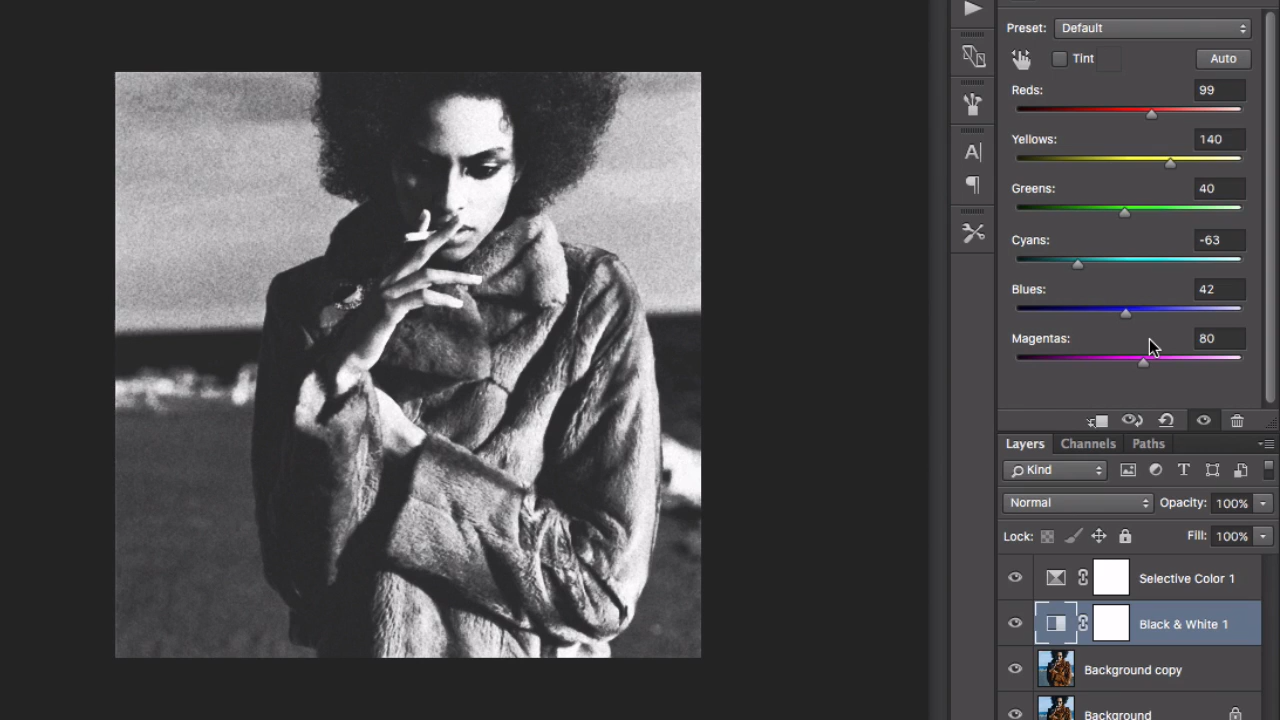 Preset: Default
Tint Auto
Reds: 99
Yellows: 140
Greens: 40
Cyans: -63
Blues: 42
Magentas: 80
Layers Channels Paths
Kind
Normal Opacity: 100%
Lock: Fill: 100%
Selective Color 1
Black & White 1
Background copy
Background